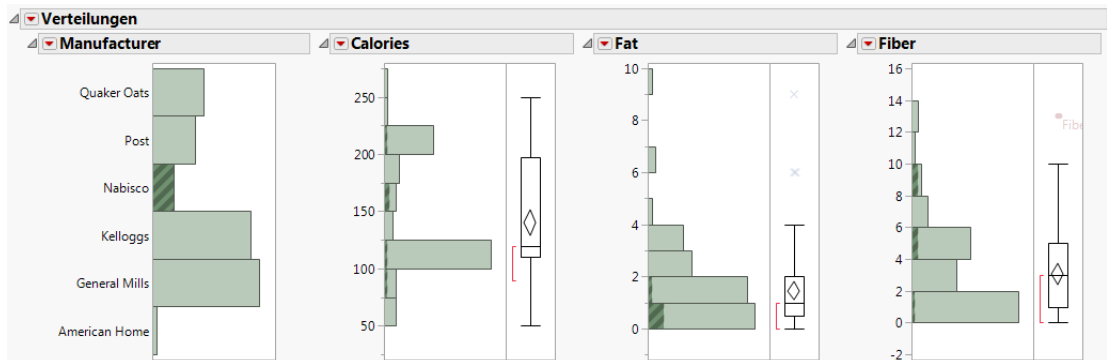 Verteilungen
Manufacturer
Quaker Oats
Post
Nabisco
Kelloggs
General Mills
American Home
Calories
250
200
150
100
50
Fat
10
8
6
4
2
0
Fiber
16
14
12
10
8
6
4
2
0
-2
Fibe